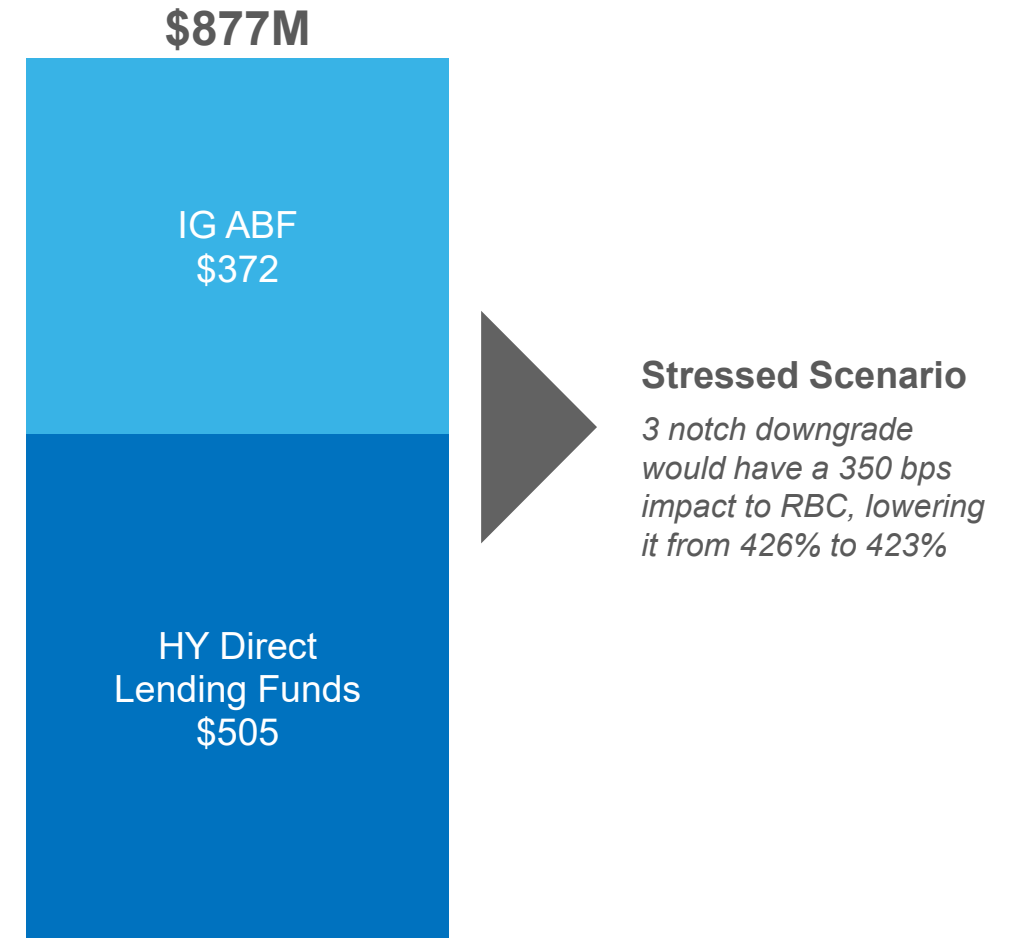 $877M
IG ABF
$372
HY Direct
Lending Funds
$505
Stressed Scenario
3 notch downgrade
would have a 350 bps
impact to RBC, lowering
it from 426% to 423%